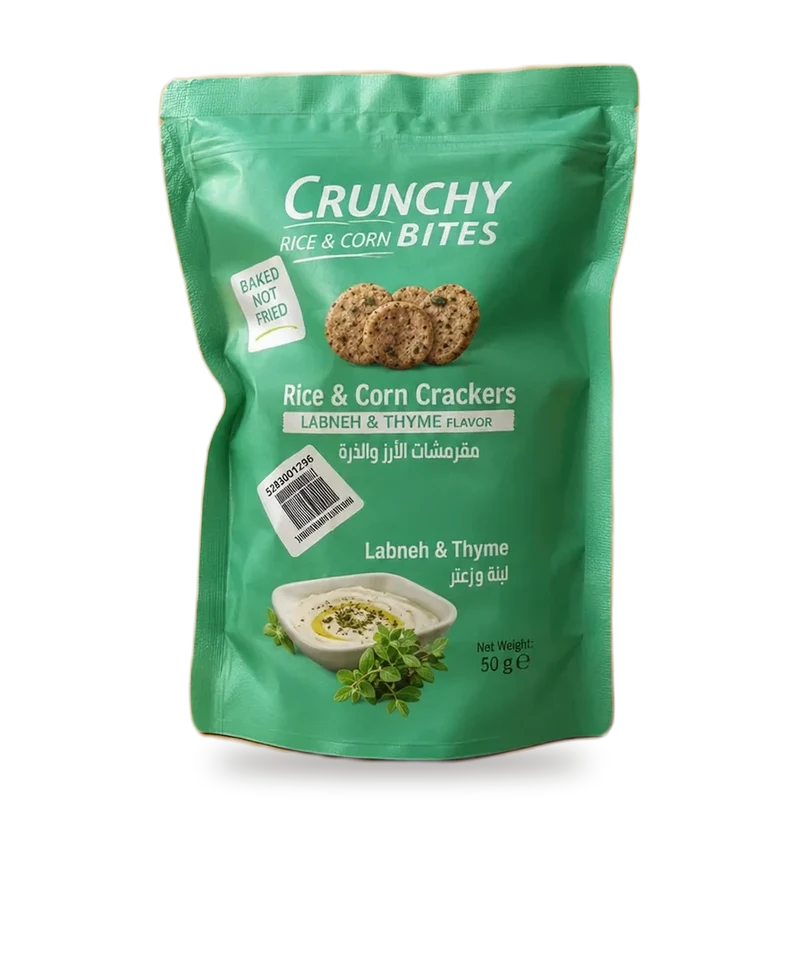 CRUNCHY
RICE & CORN BITES
BAKED
NOT
FRIED
Rice & Corn Crackers
LABNEH & THYME FLAVOR
مقرمشات الأرز والذرة
5283001296
Labneh & Thyme
لبنة وزعتر
Net Weight:
50 g ℮